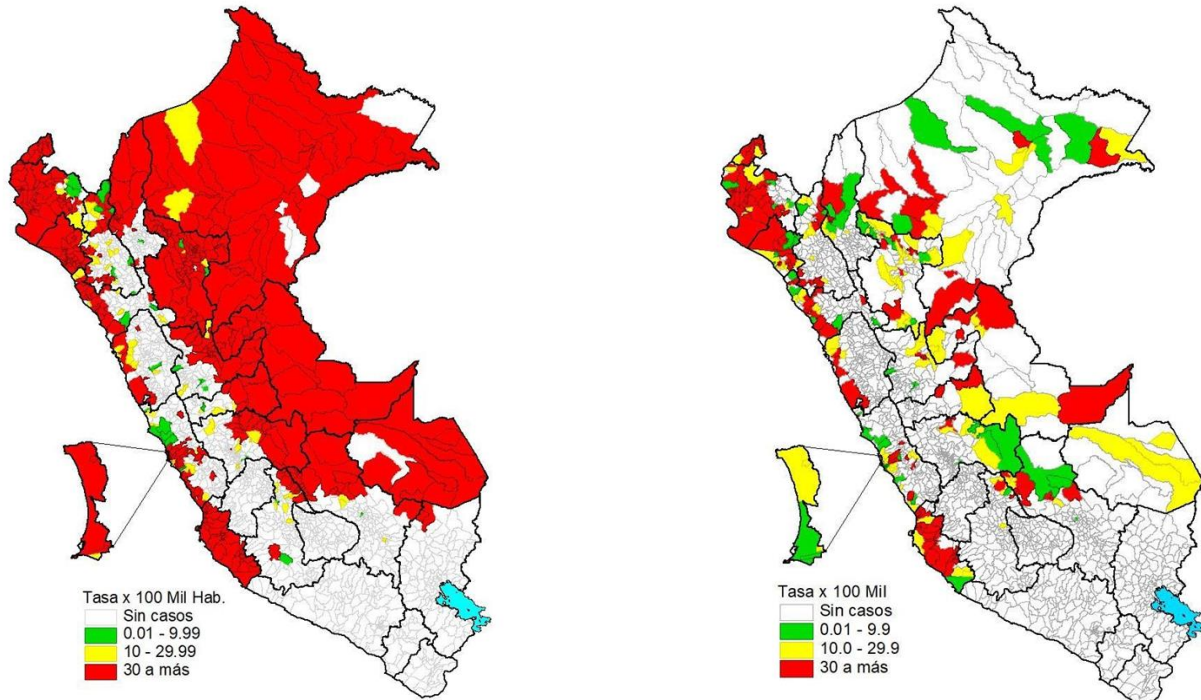 Tasa x 100 Mil Hab.
Sin casos
0.01 - 9.99
10 - 29.99
30 a más
Tasa x 100 Mil
Sin casos
0.01 - 9.9
10.0 - 29.9
30 a más